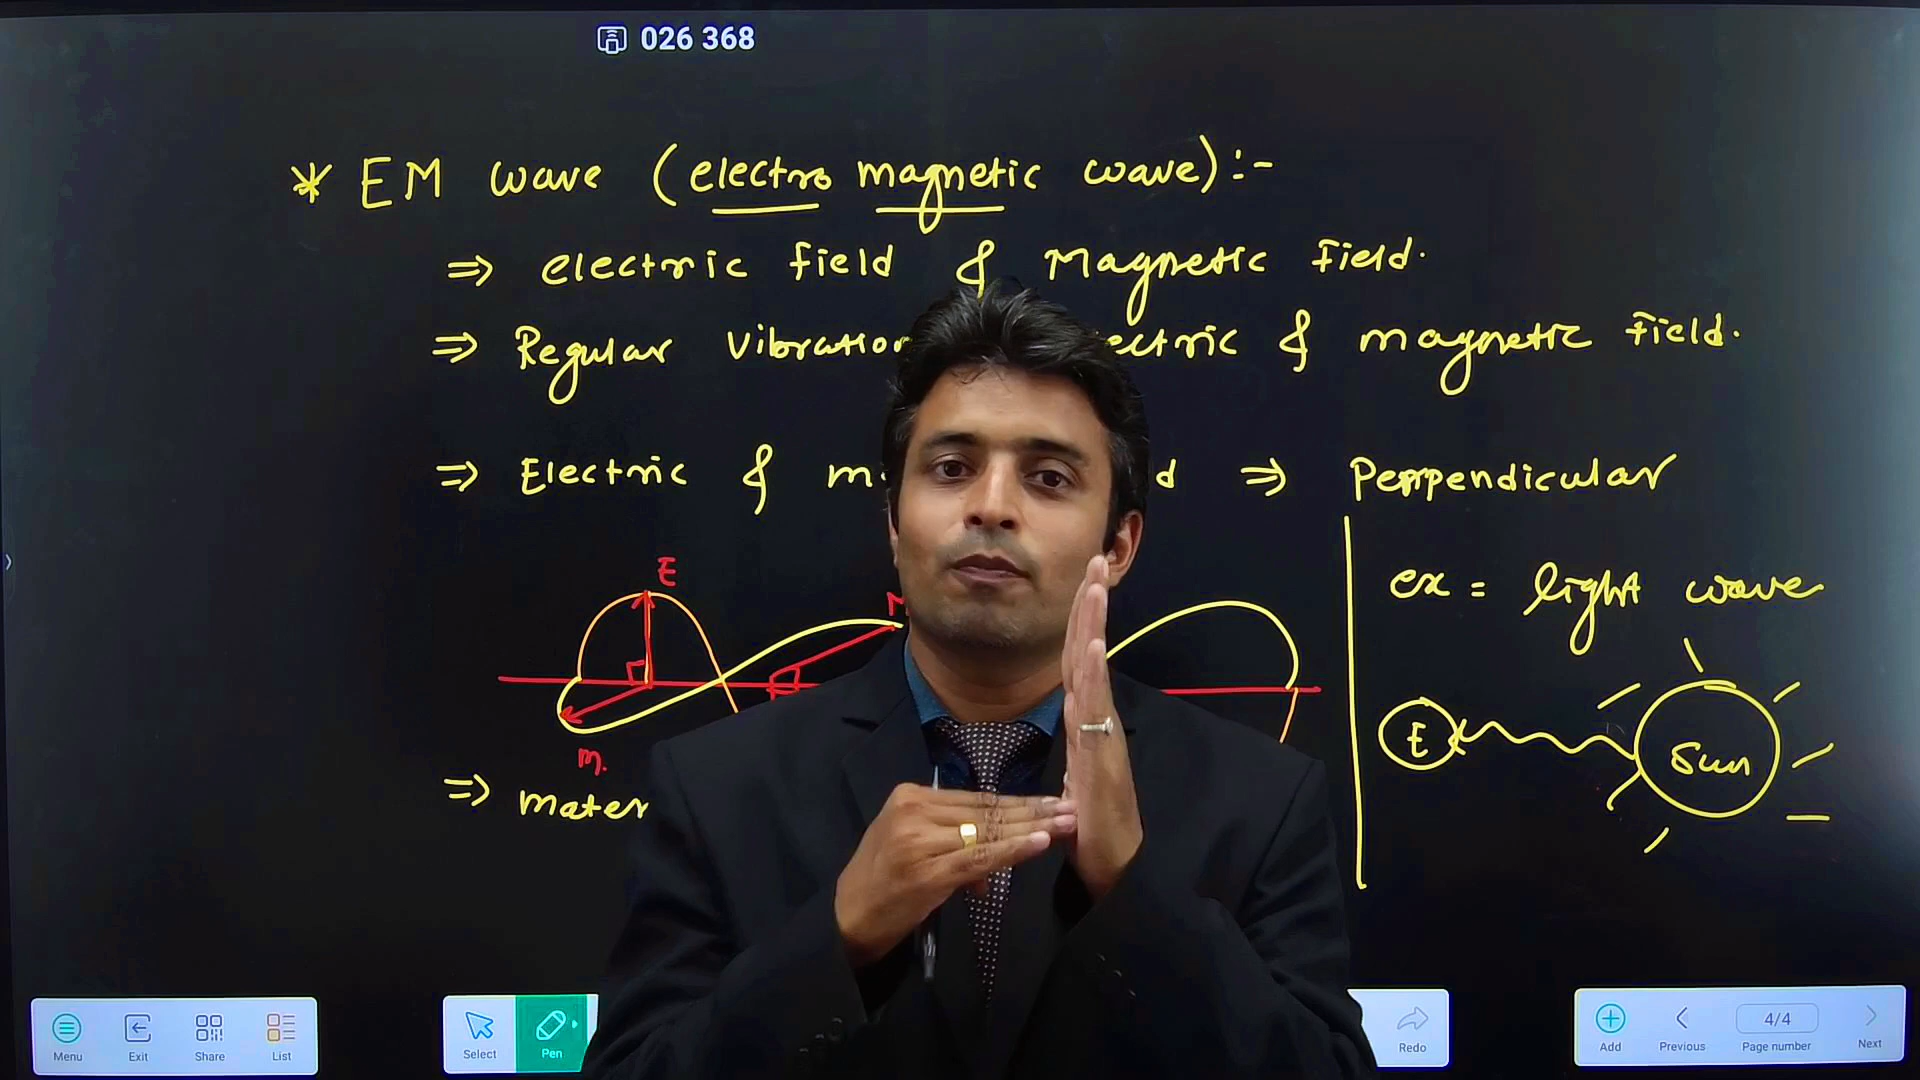 026 368
* EM wave (electro magnetic wave):-
⇒ electric field & Magnetic field.
⇒ Regular vibration ectric & magnetic field.
⇒ Electric & m d ⇒ Perpendicular
E
ex = light wave
M
E Sun
m.
⇒ mater
Menu Exit Share List Select Pen Redo Add Previous 4/4 Page number Next